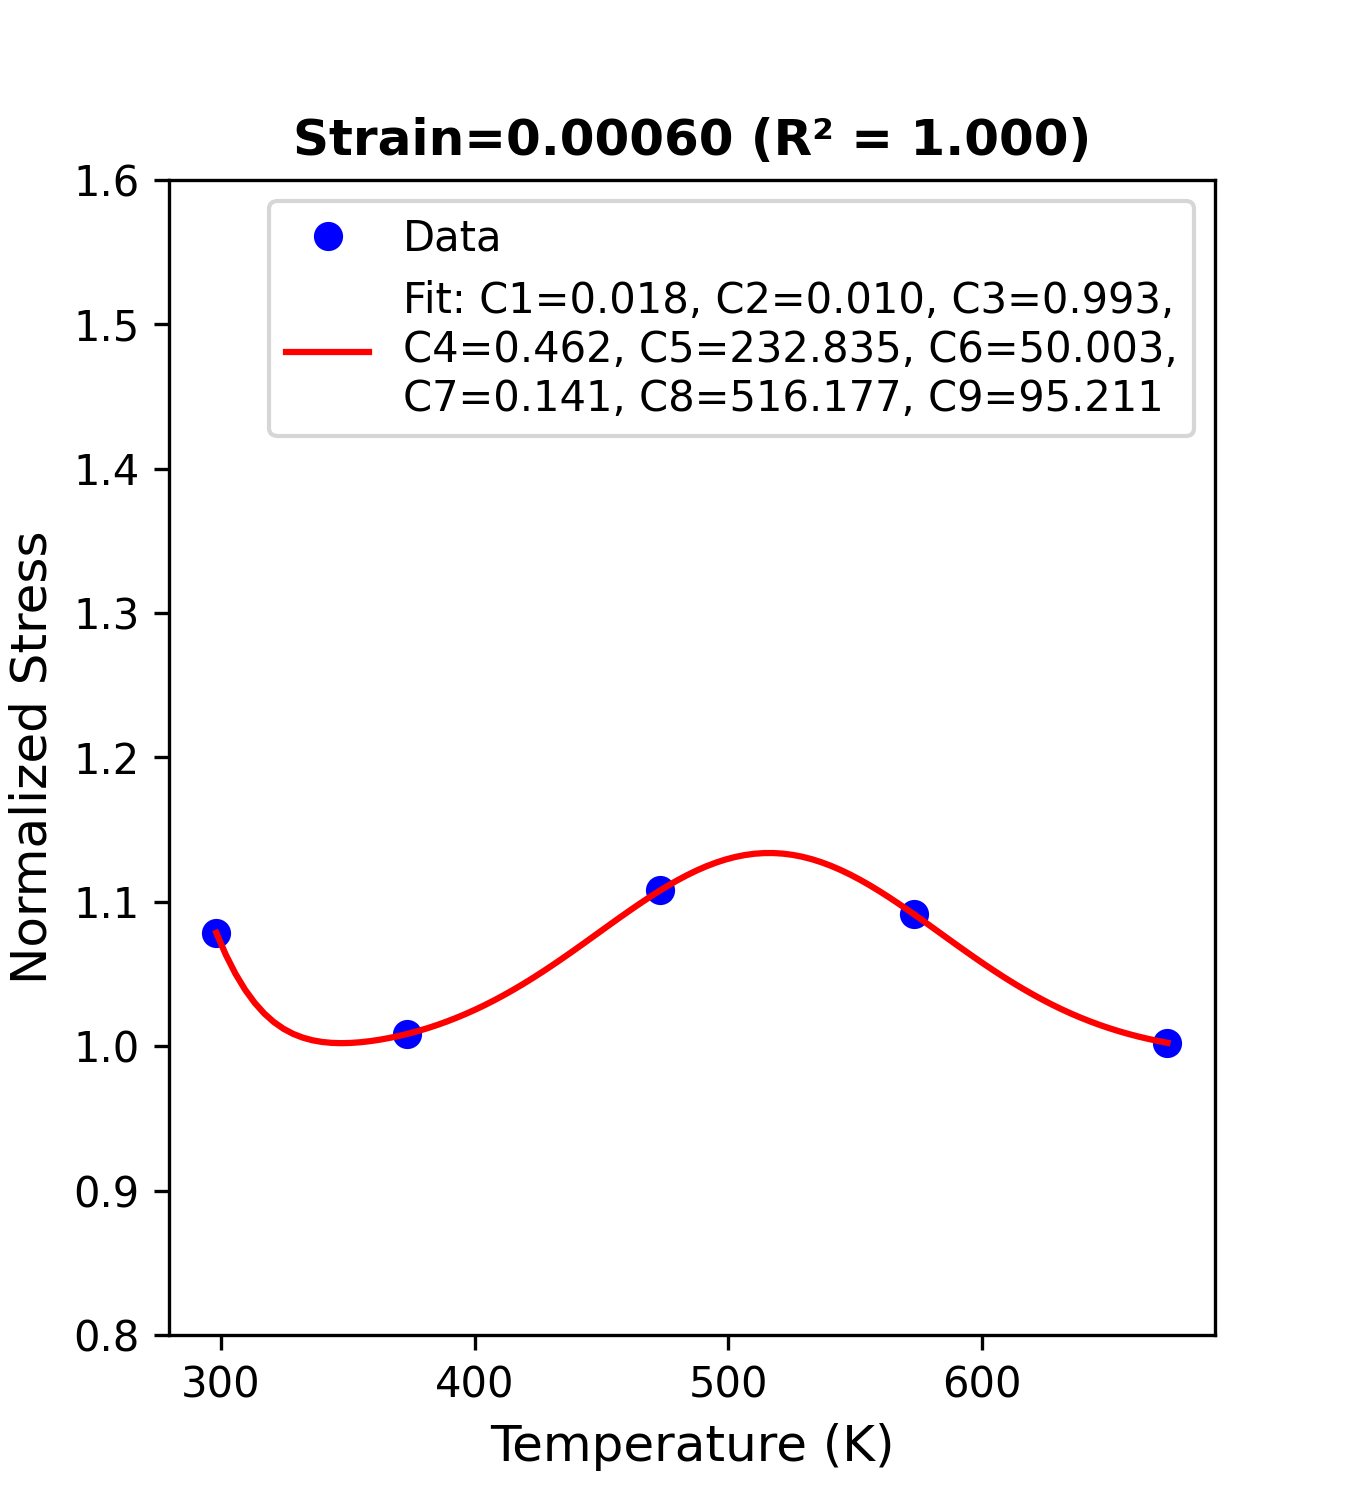 Strain=0.00060 (R² = 1.000)
1.6
1.5
1.4
1.3
1.2
1.1
1.0
0.9
0.8
Normalized Stress
Data
Fit: C1=0.018, C2=0.010, C3=0.993,
C4=0.462, C5=232.835, C6=50.003,
C7=0.141, C8=516.177, C9=95.211
300 400 500 600
Temperature (K)